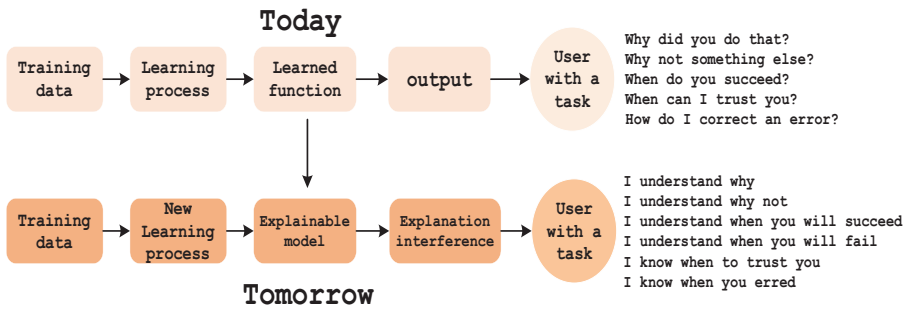 Today
Training
data
Learning
process
Learned
function
output
User
with a
task
Why did you do that?
Why not something else?
When do you succeed?
When can I trust you?
How do I correct an error?
Training
data
New
Learning
process
Explainable
model
Explanation
interference
User
with a
task
I understand why
I understand why not
I understand when you will succeed
I understand when you will fail
I know when to trust you
I know when you erred
Tomorrow